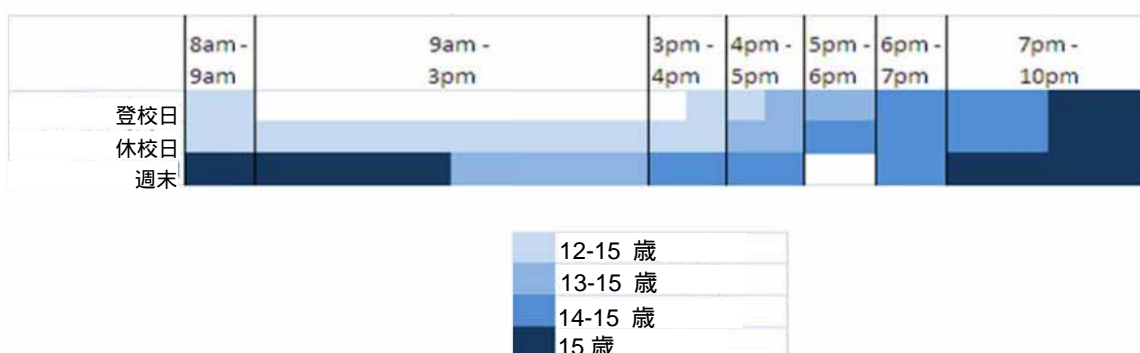 8am - 9am - 3pm - 4pm - 5pm - 6pm - 7pm -
9am 3pm 4pm 5pm 6pm 7pm 10pm
登校日
休校日
週末
12-15 歳
13-15 歳
14-15 歳
15 歳